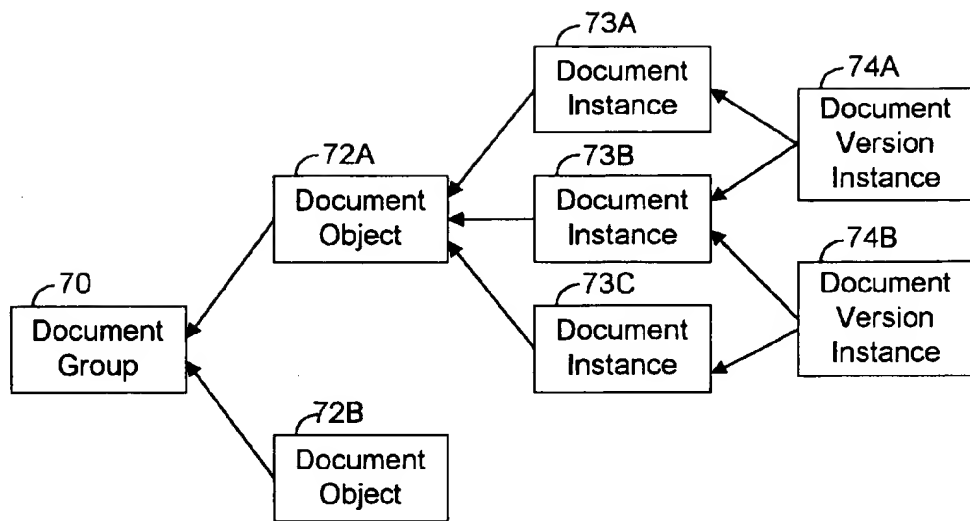 73A
Document
Instance
74A
Document
Version
Instance
72A
Document
Object
73B
Document
Instance
74B
Document
Version
Instance
70
Document
Group
73C
Document
Instance
72B
Document
Object